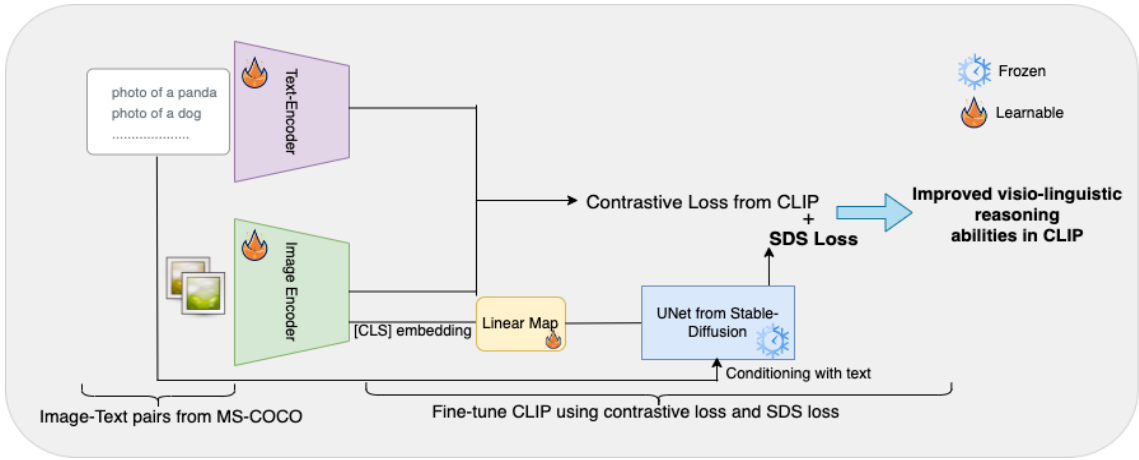 photo of a panda
photo of a dog
....................
Text-Encoder
Image Encoder
[CLS] embedding
Linear Map
UNet from Stable-
Diffusion
Conditioning with text
Contrastive Loss from CLIP
+
SDS Loss
Improved visio-linguistic
reasoning
abilities in CLIP
Frozen
Learnable
Image-Text pairs from MS-COCO
Fine-tune CLIP using contrastive loss and SDS loss